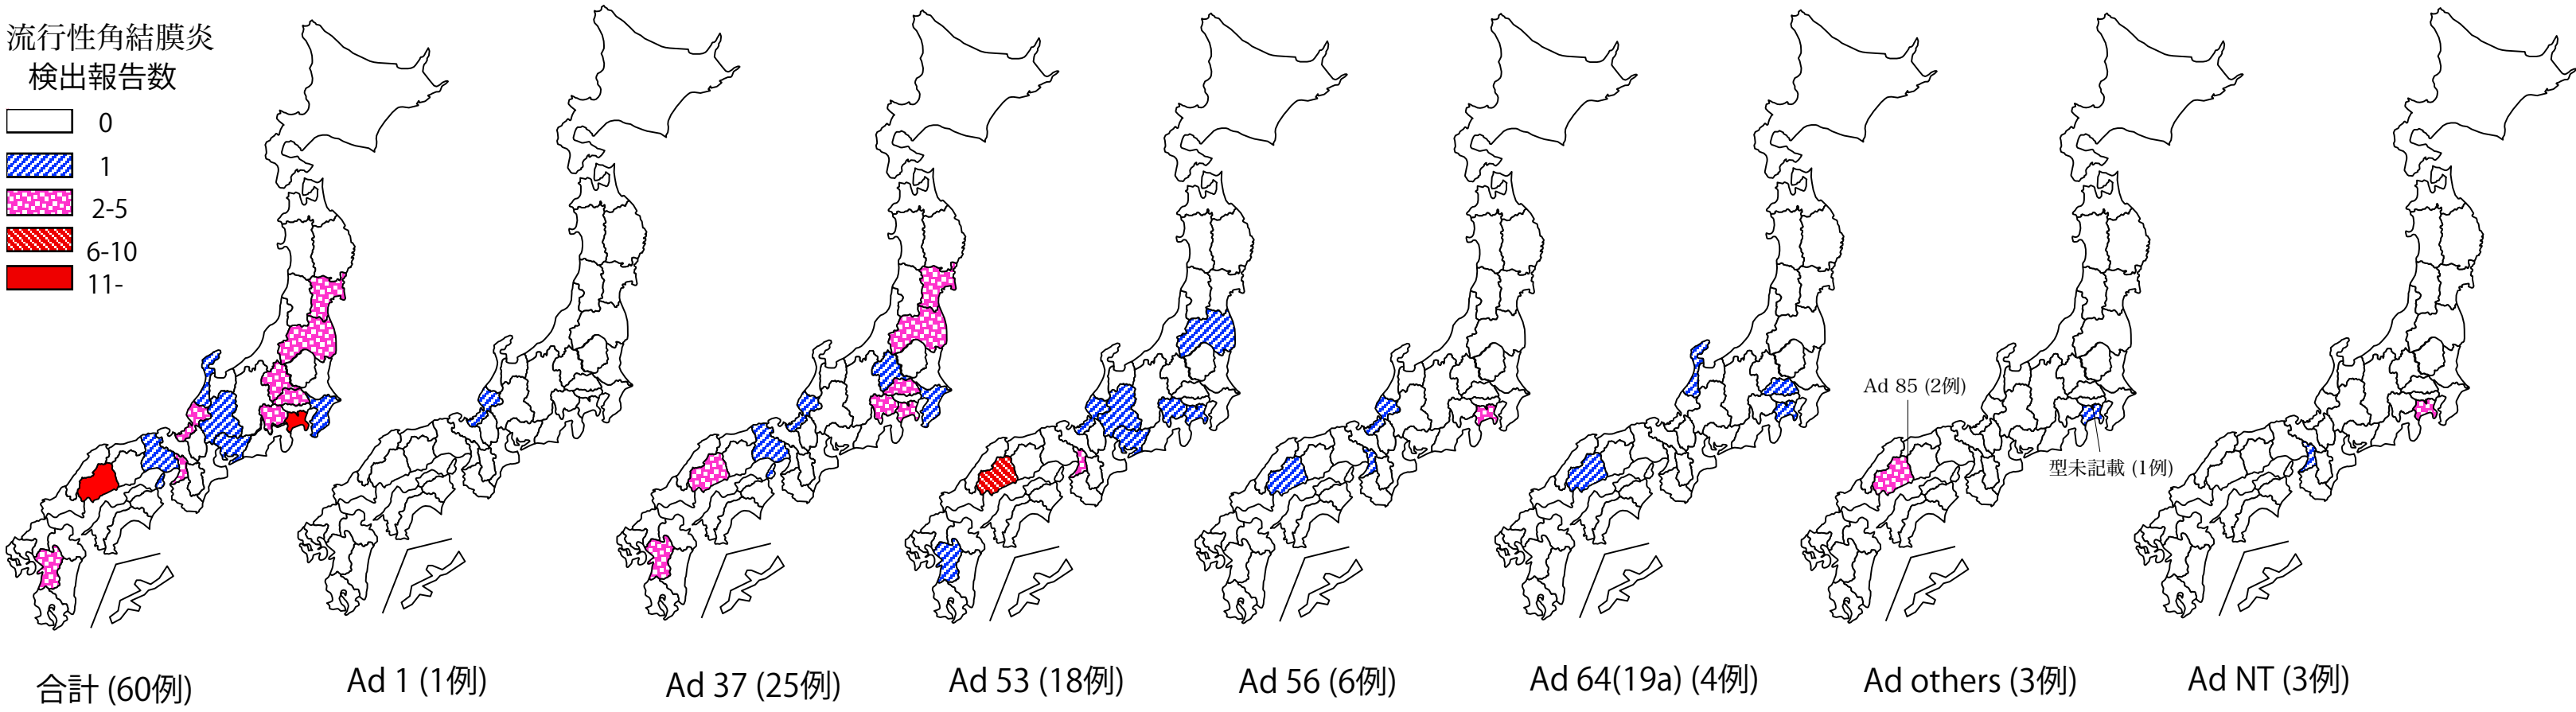 流行性角結膜炎
検出報告数
0
1
2-5
6-10
11-
Ad 85 (2例)
型未記載 (1例)
合計 (60例)
Ad 1 (1例)
Ad 37 (25例)
Ad 53 (18例)
Ad 56 (6例)
Ad 64(19a) (4例)
Ad others (3例)
Ad NT (3例)